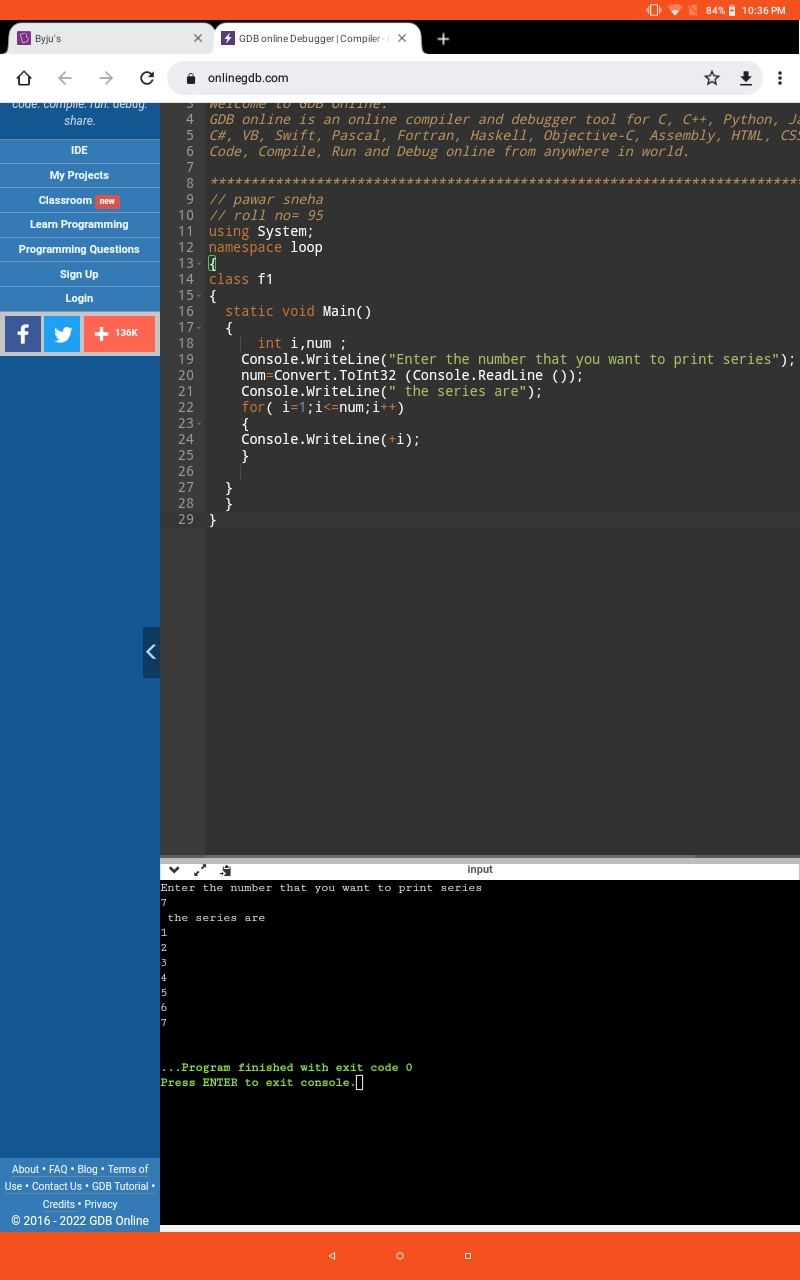 84% 10:36 PM
Byju's
GDB online Debugger | Compiler -
onlinegdb.com
code. compile. run. debug.
share.
IDE
My Projects
Classroom new
Learn Programming
Programming Questions
Sign Up
Login
136K
3 Welcome to GDB Online.
4 GDB online is an online compiler and debugger tool for C, C++, Python, Ja
5 C#, VB, Swift, Pascal, Fortran, Haskell, Objective-C, Assembly, HTML, CSS
6 Code, Compile, Run and Debug online from anywhere in world.
7
8 *******************************************************************************
9 // pawar sneha
10 // roll no= 95
11 using System;
12 namespace loop
13 {
14 class f1
15 {
16 static void Main()
17 {
18 int i,num ;
19 Console.WriteLine("Enter the number that you want to print series");
20 num=Convert.ToInt32 (Console.ReadLine ());
21 Console.WriteLine(" the series are");
22 for( i=1;i<=num;i++)
23 {
24 Console.WriteLine(+i);
25 }
26
27 }
28 }
29 }
input
Enter the number that you want to print series
7
the series are
1
2
3
4
5
6
7
...Program finished with exit code 0
Press ENTER to exit console.
About • FAQ • Blog • Terms of
Use • Contact Us • GDB Tutorial •
Credits • Privacy
© 2016 - 2022 GDB Online